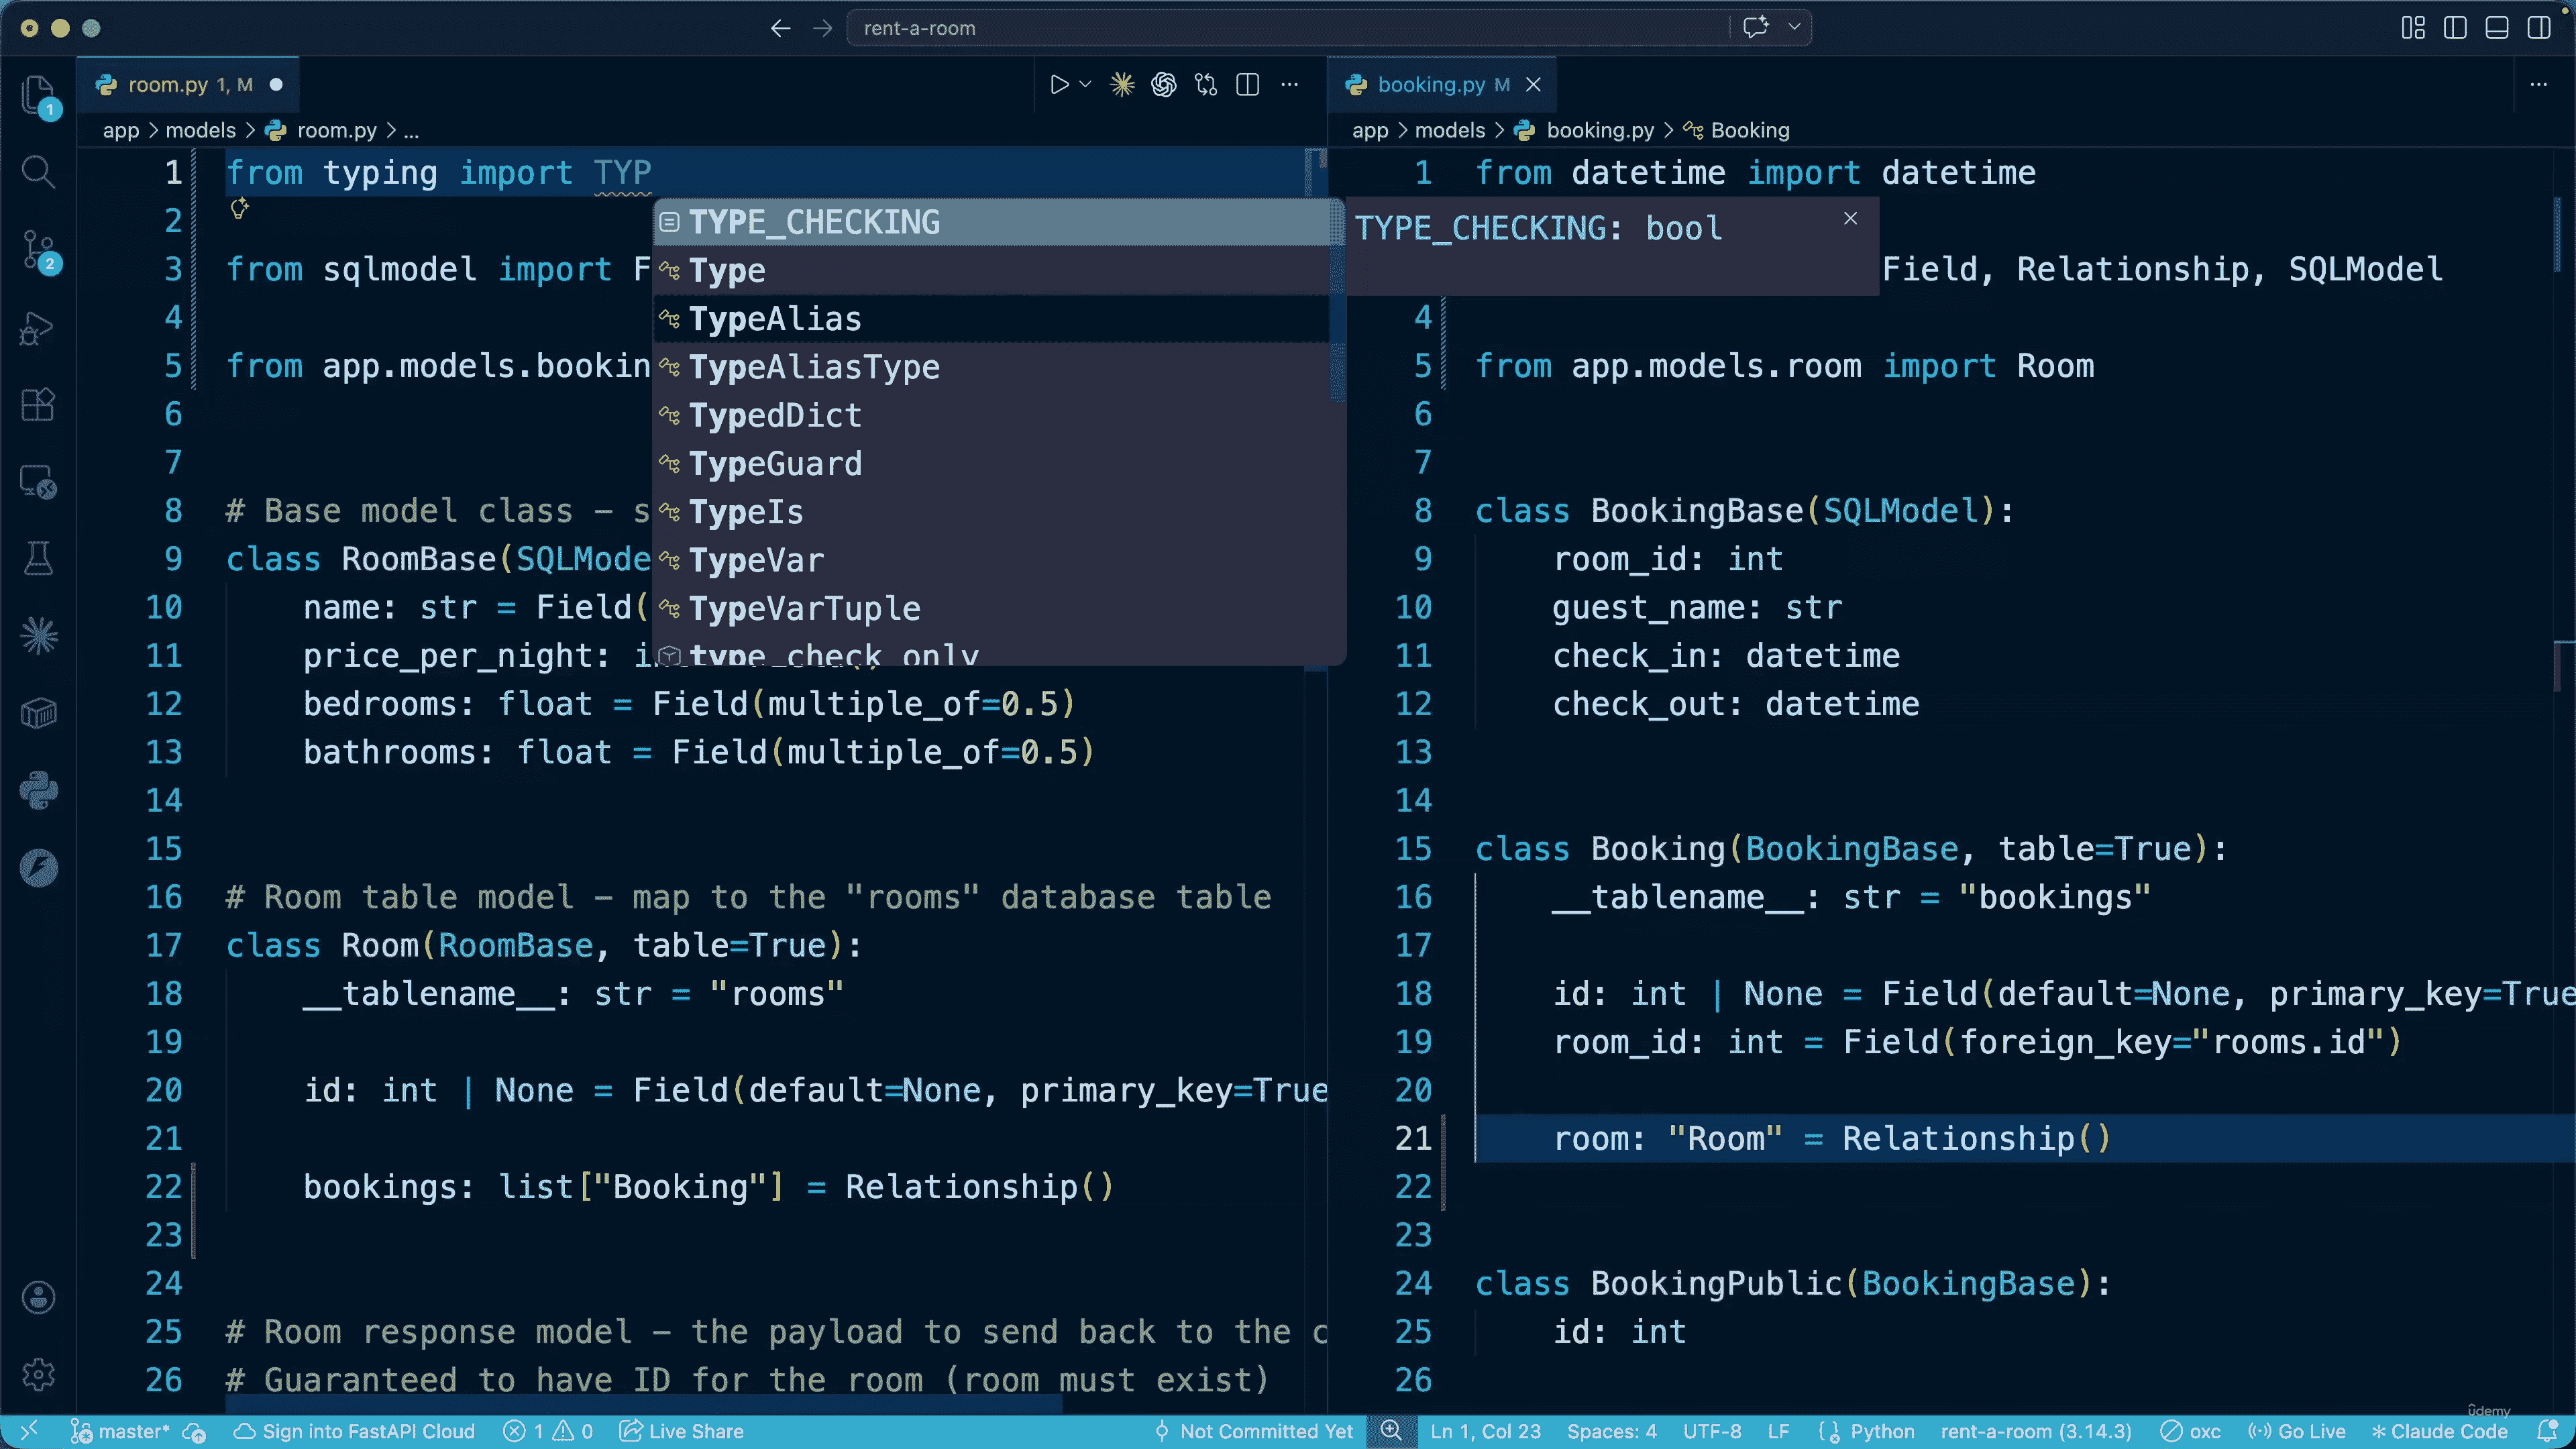 rent-a-room
room.py 1, M
booking.py M
app > models > room.py > ...
app > models > booking.py > Booking
1
2
1 from typing import TYP
2
3 from sqlmodel import F
4
5 from app.models.bookin
6
7
8 # Base model class – s
9 class RoomBase(SQLMode
10 name: str = Field(
11 price_per_night: i
12 bedrooms: float = Field(multiple_of=0.5)
13 bathrooms: float = Field(multiple_of=0.5)
14
15
16 # Room table model – map to the "rooms" database table
17 class Room(RoomBase, table=True):
18 __tablename__: str = "rooms"
19
20 id: int | None = Field(default=None, primary_key=True
21
22 bookings: list["Booking"] = Relationship()
23
24
25 # Room response model – the payload to send back to the c
26 # Guaranteed to have ID for the room (room must exist)
TYPE_CHECKING
Type
TypeAlias
TypeAliasType
TypedDict
TypeGuard
TypeIs
TypeVar
TypeVarTuple
type_check_only
TYPE_CHECKING: bool
1 from datetime import datetime
Field, Relationship, SQLModel
4
5 from app.models.room import Room
6
7
8 class BookingBase(SQLModel):
9 room_id: int
10 guest_name: str
11 check_in: datetime
12 check_out: datetime
13
14
15 class Booking(BookingBase, table=True):
16 __tablename__: str = "bookings"
17
18 id: int | None = Field(default=None, primary_key=True
19 room_id: int = Field(foreign_key="rooms.id")
20
21 room: "Room" = Relationship()
22
23
24 class BookingPublic(BookingBase):
25 id: int
26
udemy
master* Sign into FastAPI Cloud 1 0 Live Share Not Committed Yet Ln 1, Col 23 Spaces: 4 UTF-8 LF Python rent-a-room (3.14.3) oxc Go Live Claude Code